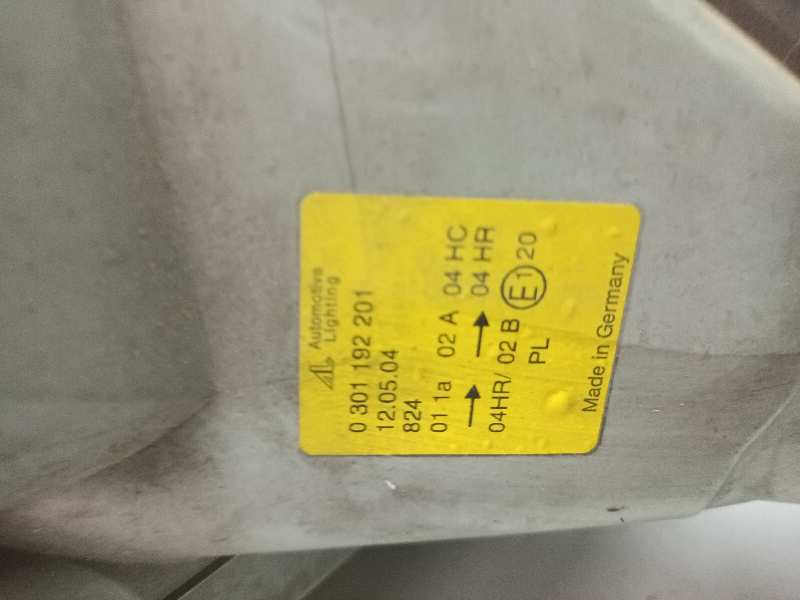 AL Automotive
Lighting
0 301 192 201
12.05.04
824
01 1a 02 A 04 HC
→ → 04 HR
04HR/ 02 B E1 20
PL
Made in Germany